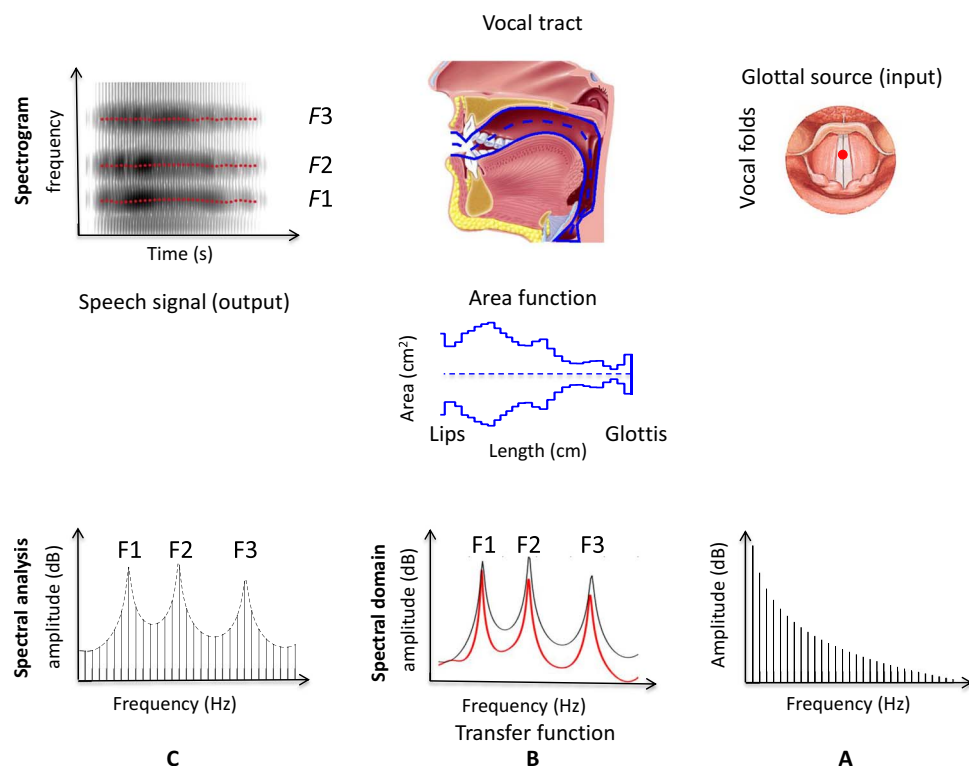 Vocal tract
Glottal source (input)
Spectrogram
frequency
F3
F2
F1
Time (s)
Vocal folds
Speech signal (output)
Area function
Area (cm²)
Lips
Glottis
Length (cm)
Spectral analysis
amplitude (dB)
F1 F2 F3
Frequency (Hz)
Spectral domain
amplitude (dB)
F1 F2 F3
Frequency (Hz)
Transfer function
Amplitude (dB)
Frequency (Hz)
C
B
A